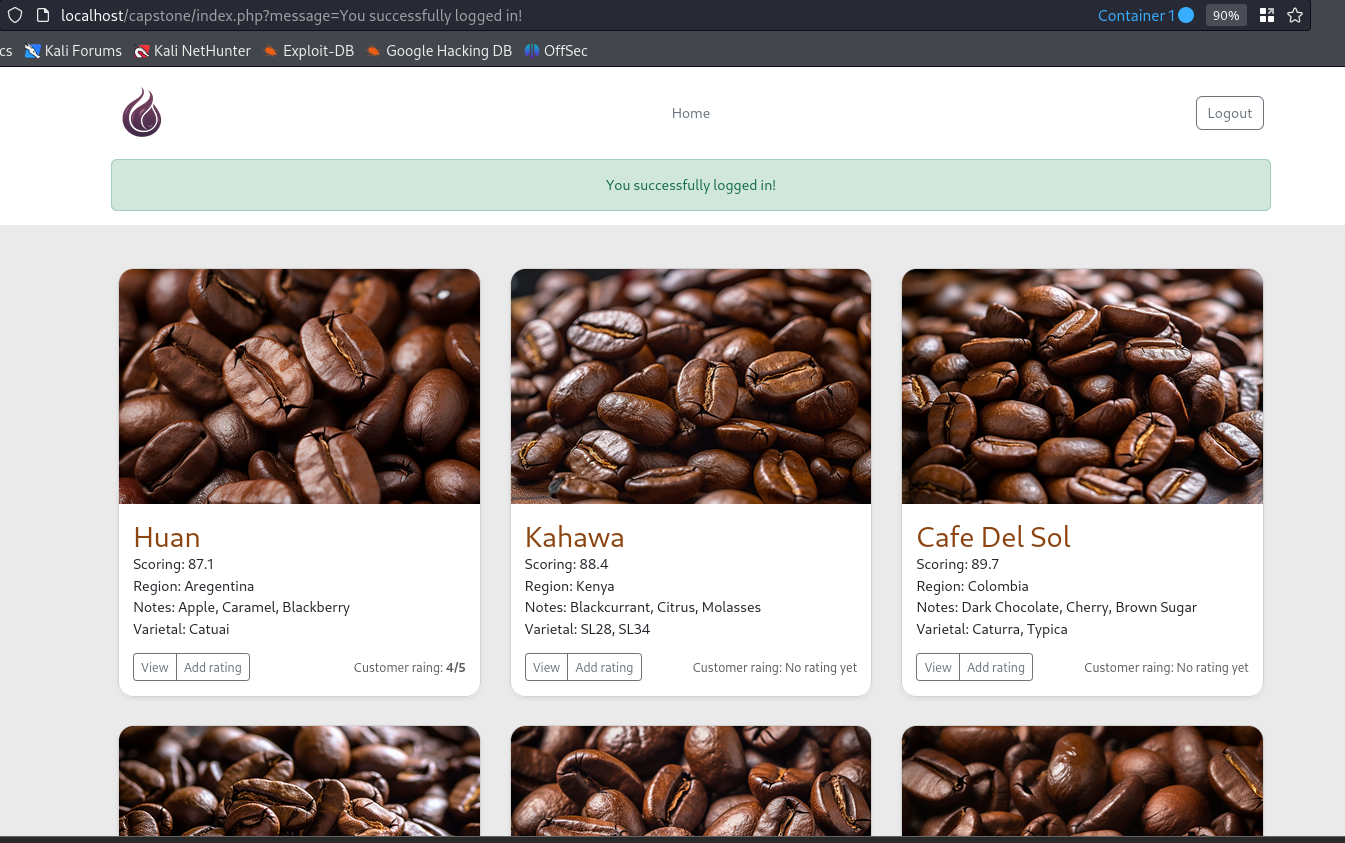 localhost/capstone/index.php?message=You successfully logged in!
Container 1
90%
cs Kali Forums Kali NetHunter Exploit-DB Google Hacking DB OffSec
Home
Logout
You successfully logged in!
Huan
Scoring: 87.1
Region: Aregentina
Notes: Apple, Caramel, Blackberry
Varietal: Catuai
View Add rating Customer raing: 4/5
Kahawa
Scoring: 88.4
Region: Kenya
Notes: Blackcurrant, Citrus, Molasses
Varietal: SL28, SL34
View Add rating Customer raing: No rating yet
Cafe Del Sol
Scoring: 89.7
Region: Colombia
Notes: Dark Chocolate, Cherry, Brown Sugar
Varietal: Caturra, Typica
View Add rating Customer raing: No rating yet